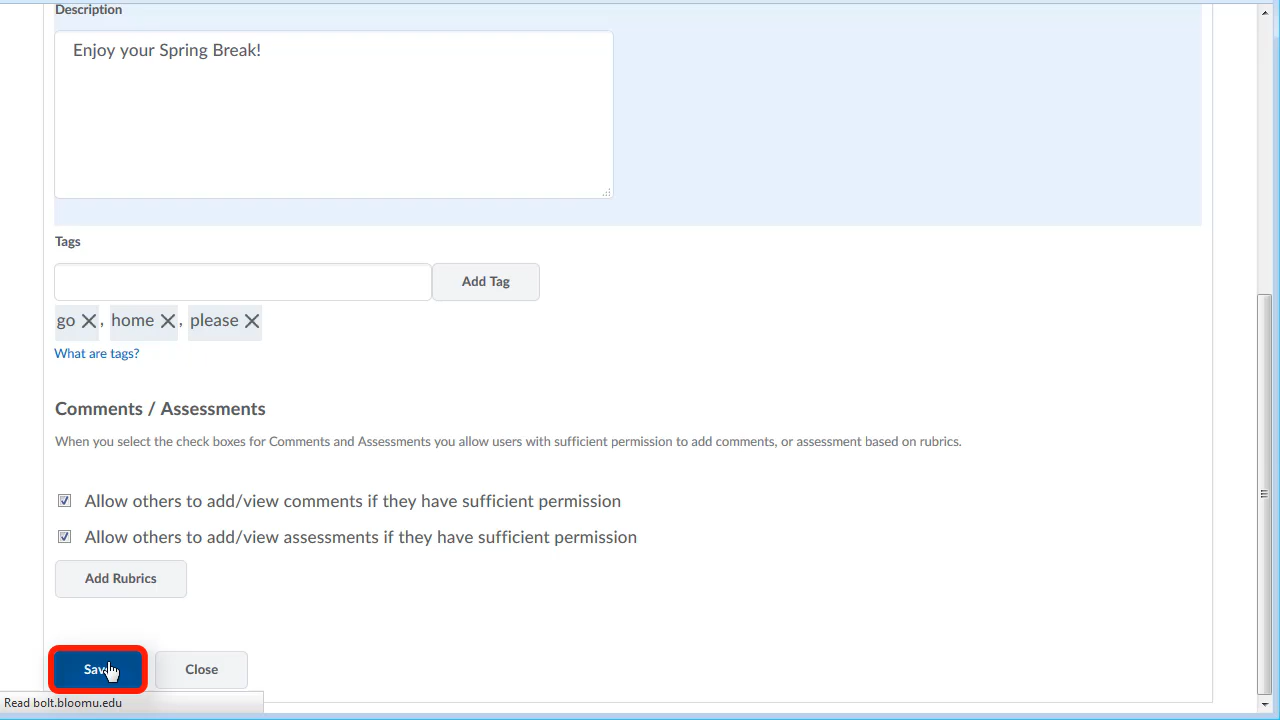 Description
Enjoy your Spring Break!
Tags
Add Tag
go , home , please
What are tags?
Comments / Assessments
When you select the check boxes for Comments and Assessments you allow users with sufficient permission to add comments, or assessment based on rubrics.
Allow others to add/view comments if they have sufficient permission
Allow others to add/view assessments if they have sufficient permission
Add Rubrics
Save Close
Read bolt.bloomu.edu